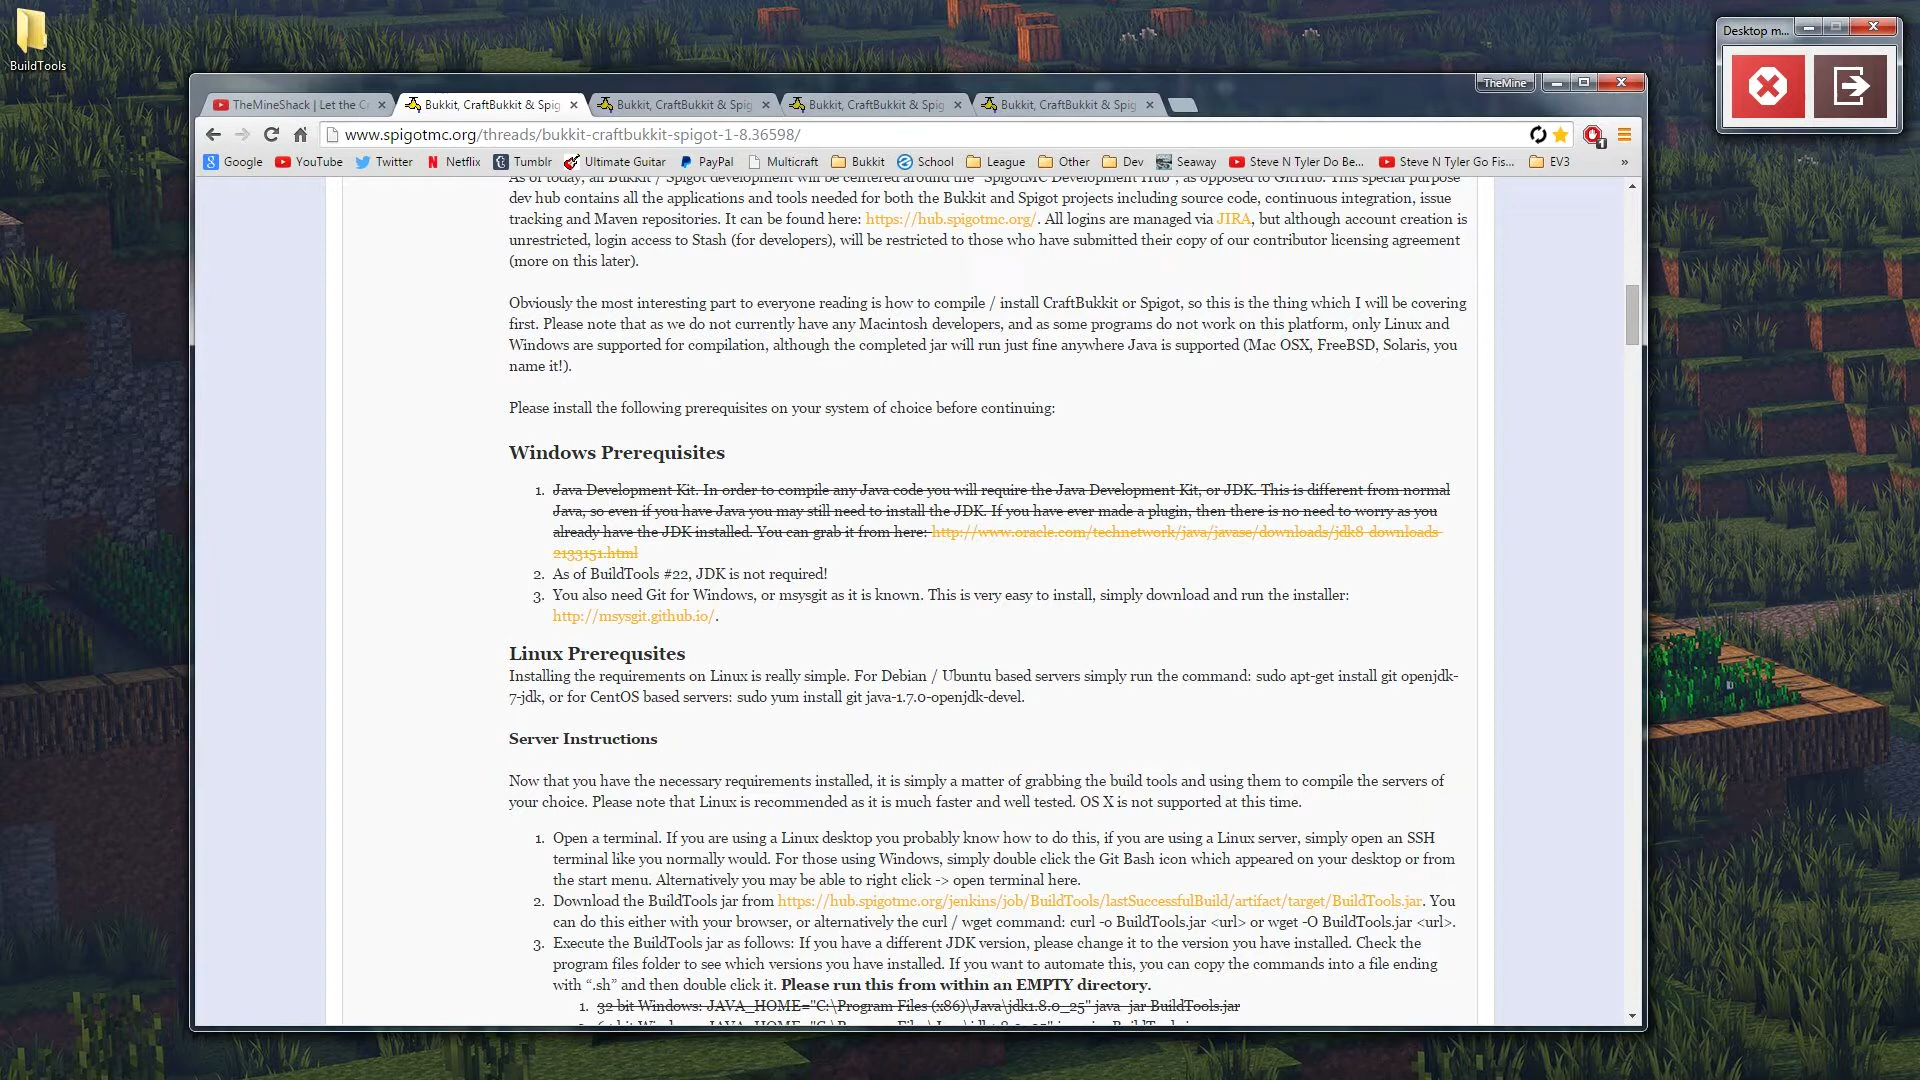 BuildTools
Desktop m...
TheMine
TheMineShack | Let the Cr
Bukkit, CraftBukkit & Spig
Bukkit, CraftBukkit & Spig
Bukkit, CraftBukkit & Spig
Bukkit, CraftBukkit & Spig
www.spigotmc.org/threads/bukkit-craftbukkit-spigot-1-8.36598/
1
Google YouTube Twitter Netflix Tumblr Ultimate Guitar PayPal Multicraft Bukkit School League Other Dev Seaway Steve N Tyler Do Be... Steve N Tyler Go Fis... EV3 »
As of today, all Bukkit / Spigot development will be centered around the "SpigotMC Development Hub", as opposed to GitHub. This special purpose
dev hub contains all the applications and tools needed for both the Bukkit and Spigot projects including source code, continuous integration, issue
tracking and Maven repositories. It can be found here: https://hub.spigotmc.org/. All logins are managed via JIRA, but although account creation is
unrestricted, login access to Stash (for developers), will be restricted to those who have submitted their copy of our contributor licensing agreement
(more on this later).
Obviously the most interesting part to everyone reading is how to compile / install CraftBukkit or Spigot, so this is the thing which I will be covering
first. Please note that as we do not currently have any Macintosh developers, and as some programs do not work on this platform, only Linux and
Windows are supported for compilation, although the completed jar will run just fine anywhere Java is supported (Mac OSX, FreeBSD, Solaris, you
name it!).
Please install the following prerequisites on your system of choice before continuing:
Windows Prerequisites
1. Java Development Kit. In order to compile any Java code you will require the Java Development Kit, or JDK. This is different from normal
Java, so even if you have Java you may still need to install the JDK. If you have ever made a plugin, then there is no need to worry as you
already have the JDK installed. You can grab it from here: http://www.oracle.com/technetwork/java/javase/downloads/jdk8-downloads-
2133151.html
2. As of BuildTools #22, JDK is not required!
3. You also need Git for Windows, or msysgit as it is known. This is very easy to install, simply download and run the installer:
http://msysgit.github.io/.
Linux Prerequsites
Installing the requirements on Linux is really simple. For Debian / Ubuntu based servers simply run the command: sudo apt-get install git openjdk-
7-jdk, or for CentOS based servers: sudo yum install git java-1.7.0-openjdk-devel.
Server Instructions
Now that you have the necessary requirements installed, it is simply a matter of grabbing the build tools and using them to compile the servers of
your choice. Please note that Linux is recommended as it is much faster and well tested. OS X is not supported at this time.
1. Open a terminal. If you are using a Linux desktop you probably know how to do this, if you are using a Linux server, simply open an SSH
terminal like you normally would. For those using Windows, simply double click the Git Bash icon which appeared on your desktop or from
the start menu. Alternatively you may be able to right click -> open terminal here.
2. Download the BuildTools jar from https://hub.spigotmc.org/jenkins/job/BuildTools/lastSuccessfulBuild/artifact/target/BuildTools.jar. You
can do this either with your browser, or alternatively the curl / wget command: curl -o BuildTools.jar <url> or wget -O BuildTools.jar <url>.
3. Execute the BuildTools jar as follows: If you have a different JDK version, please change it to the version you have installed. Check the
program files folder to see which versions you have installed. If you want to automate this, you can copy the commands into a file ending
with “.sh” and then double click it. Please run this from within an EMPTY directory.
1. 32 bit Windows: JAVA_HOME="C:\Program Files (x86)\Java\jdk1.8.0_25" java -jar BuildTools.jar